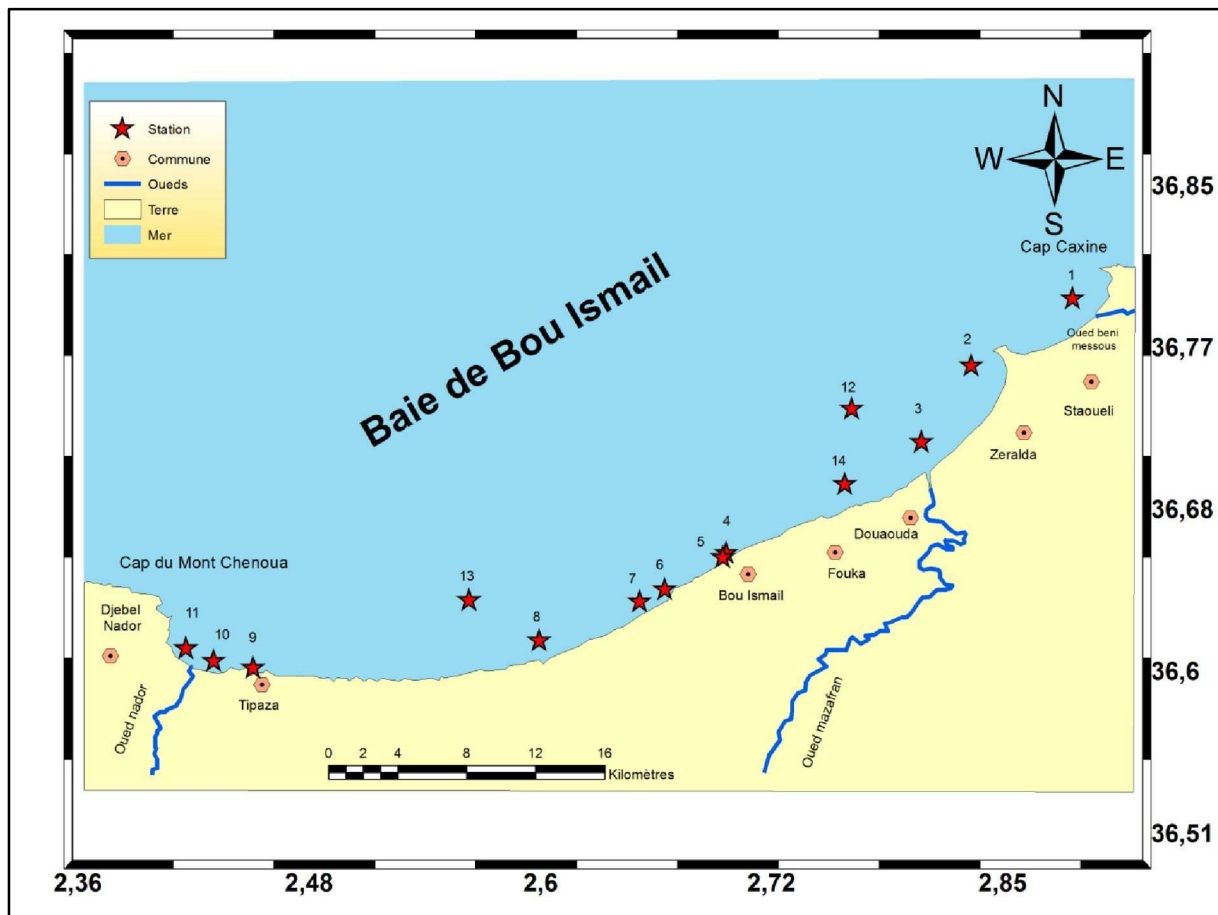 Station
Commune
Oueds
Terre
Mer
N
W E
S
Baie de Bou Ismail
Cap Caxine
1
Oued beni
messous
2
Staoueli
12
3
Zeralda
14
Douaouda
4
5
Fouka
Bou Ismail
6
7
13
8
Cap du Mont Chenoua
Djebel
Nador
11
10
9
Tipaza
Oued nador
Oued mazafran
0 2 4 8 12 16
Kilomètres
36,85
36,77
36,68
36,6
36,51
2,36 2,48 2,6 2,72 2,85